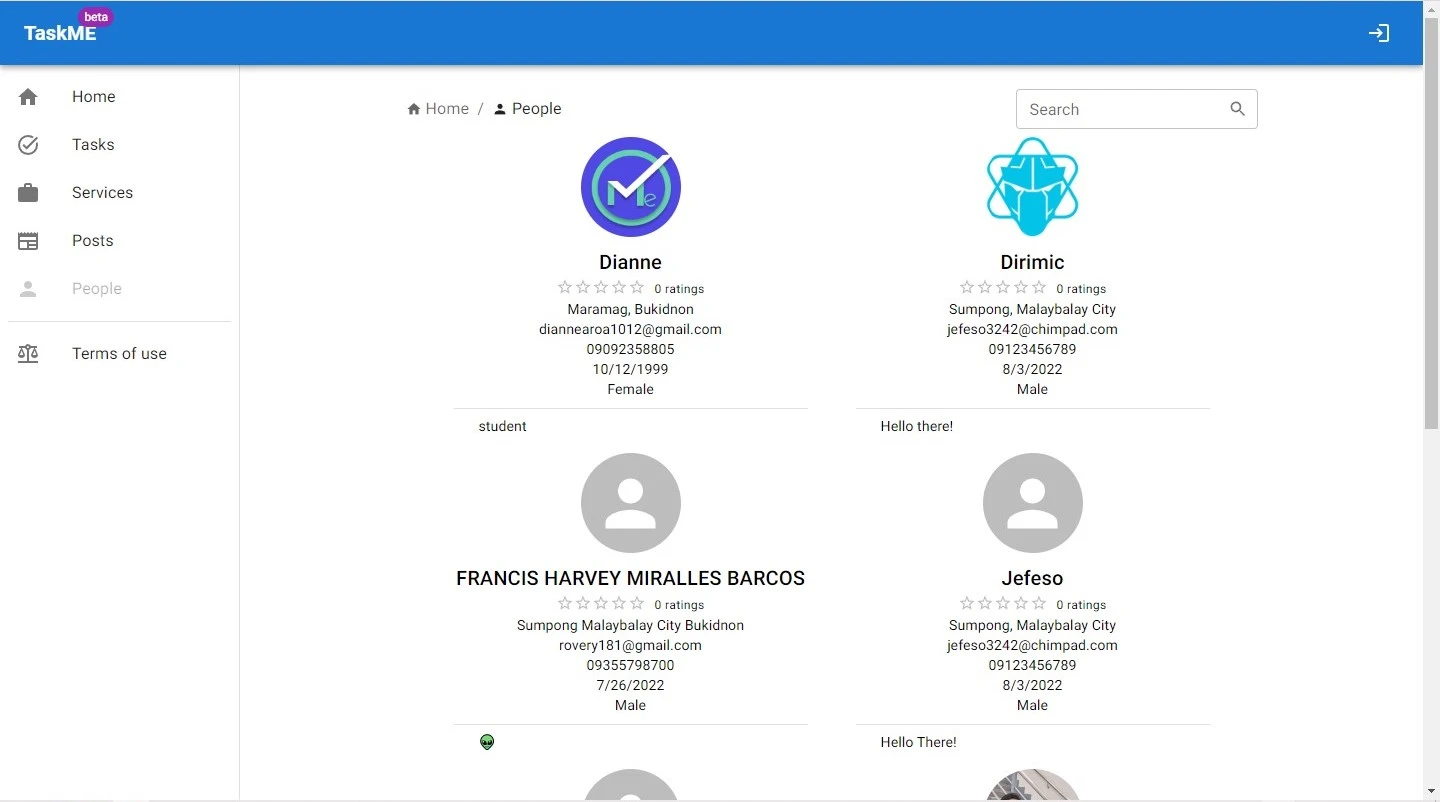 TaskME
beta
Home
Tasks
Services
Posts
People
Terms of use
Home / People
Search
Me
Dianne
0 ratings
Maramag, Bukidnon
diannearoa1012@gmail.com
09092358805
10/12/1999
Female
student
Dirimic
0 ratings
Sumpong, Malaybalay City
jefeso3242@chimpad.com
09123456789
8/3/2022
Male
Hello there!
FRANCIS HARVEY MIRALLES BARCOS
0 ratings
Sumpong Malaybalay City Bukidnon
rovery181@gmail.com
09355798700
7/26/2022
Male
Jefeso
0 ratings
Sumpong, Malaybalay City
jefeso3242@chimpad.com
09123456789
8/3/2022
Male
Hello There!